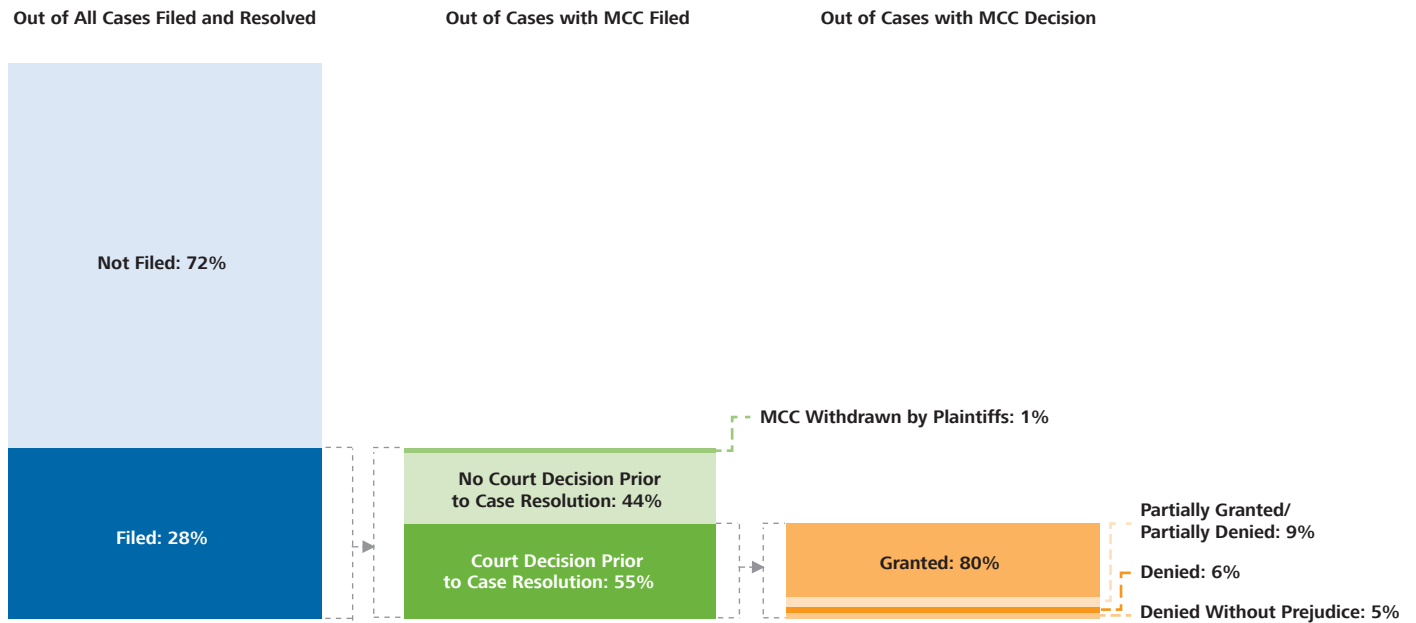 Out of All Cases Filed and Resolved
Out of Cases with MCC Filed
Out of Cases with MCC Decision
Not Filed: 72%
Filed: 28%
MCC Withdrawn by Plaintiffs: 1%
No Court Decision Prior
to Case Resolution: 44%
Court Decision Prior
to Case Resolution: 55%
Granted: 80%
Partially Granted/
Partially Denied: 9%
Denied: 6%
Denied Without Prejudice: 5%